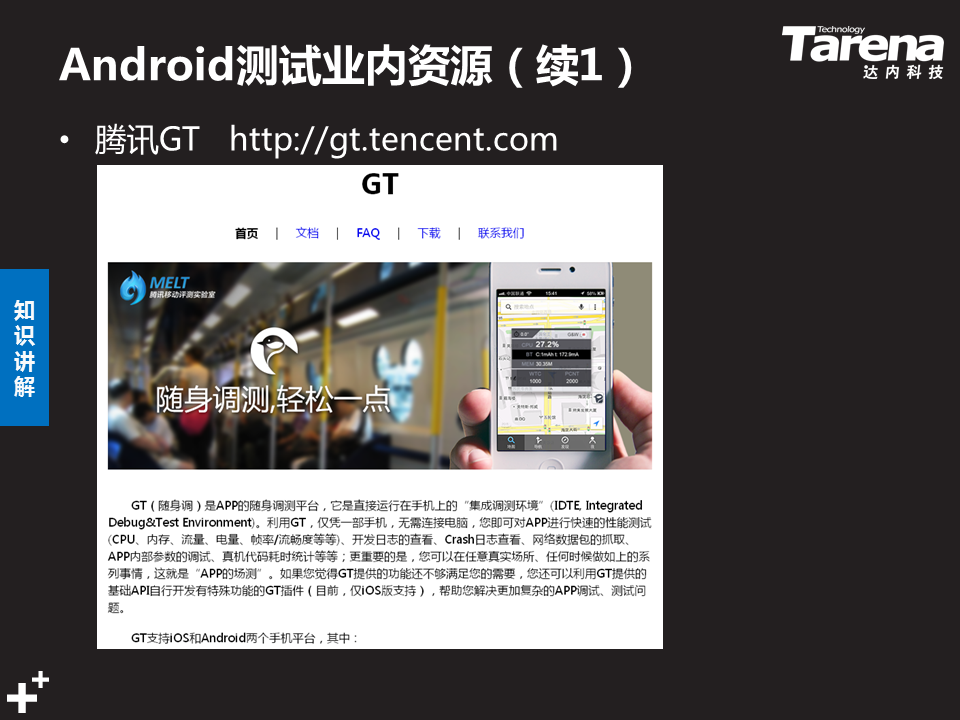 Android测试业内资源（续1）
Technology
Tarena
达内科技
• 腾讯GT http://gt.tencent.com
知识讲解
GT
首页 | 文档 | FAQ | 下载 | 联系我们
MELT
腾讯移动评测实验室
随身调测,轻松一点
中国联通 15:41 50%
CPU 27.2%
BT C:1mAh t: 172.9mA
MEM 30.35M
WTC PCNT
1000 2000
GT（随身调）是APP的随身调测平台，它是直接运行在手机上的“集成调测环境”(IDTE, Integrated
Debug&Test Environment)。利用GT，仅凭一部手机，无需连接电脑，您即可对APP进行快速的性能测试
(CPU、内存、流量、电量、帧率/流畅度等等)、开发日志的查看、Crash日志查看、网络数据包的抓取、
APP内部参数的调试、真机代码耗时统计等等；更重要的是，您可以在任意真实场所、任何时候做如上的系
列事情，这就是“APP的场测”。如果您觉得GT提供的功能还不够满足您的需要，您还可以利用GT提供的
基础API自行开发有特殊功能的GT插件（目前，仅iOS版支持），帮助您解决更加复杂的APP调试、测试问
题。
GT支持iOS和Android两个手机平台，其中：